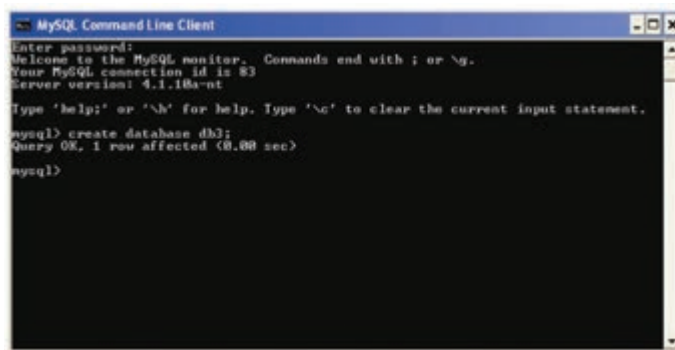 MySQL Command Line Client
Enter password:
Welcome to the MySQL monitor.  Commands end with ; or \g.
Your MySQL connection id is 83
Server version: 4.1.10a-nt
Type 'help;' or '\h' for help. Type '\c' to clear the current input statement.
mysql> create database db3;
Query OK, 1 row affected (0.00 sec)
mysql>